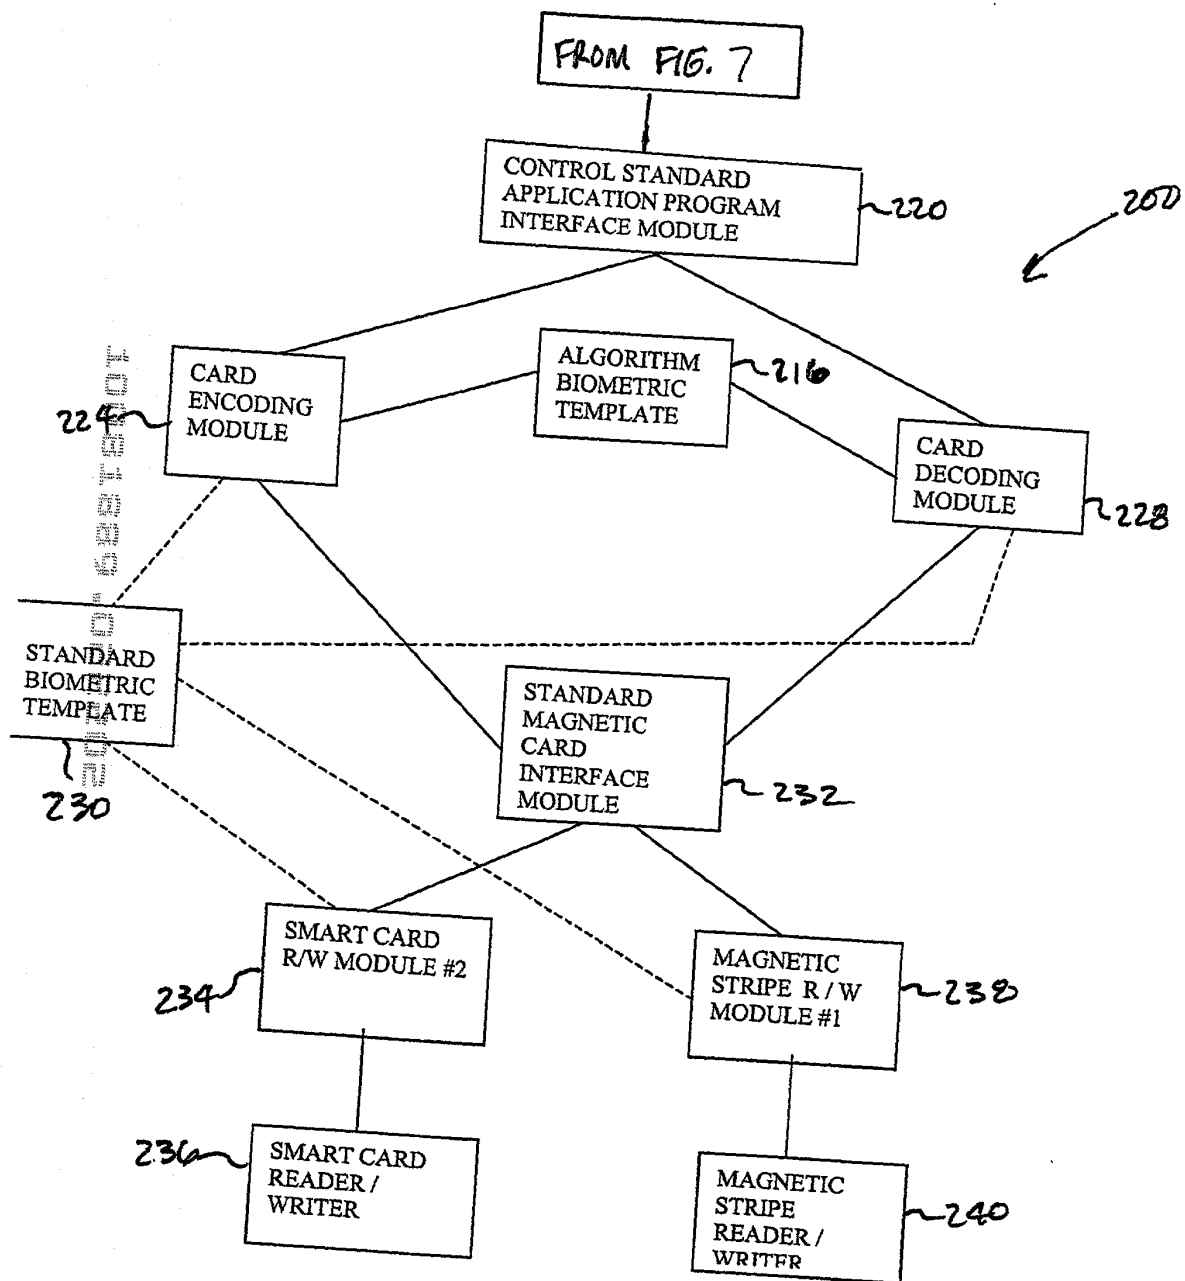 FROM FIG. 7
CONTROL STANDARD
APPLICATION PROGRAM
INTERFACE MODULE
220
200
CARD
ENCODING
MODULE
224
ALGORITHM
BIOMETRIC
TEMPLATE
216
CARD
DECODING
MODULE
228
STANDARD
BIOMETRIC
TEMPLATE
230
STANDARD
MAGNETIC
CARD
INTERFACE
MODULE
232
SMART CARD
R/W MODULE #2
234
MAGNETIC
STRIPE R / W
MODULE #1
238
SMART CARD
READER /
WRITER
236
MAGNETIC
STRIPE
READER /
WRITER
240